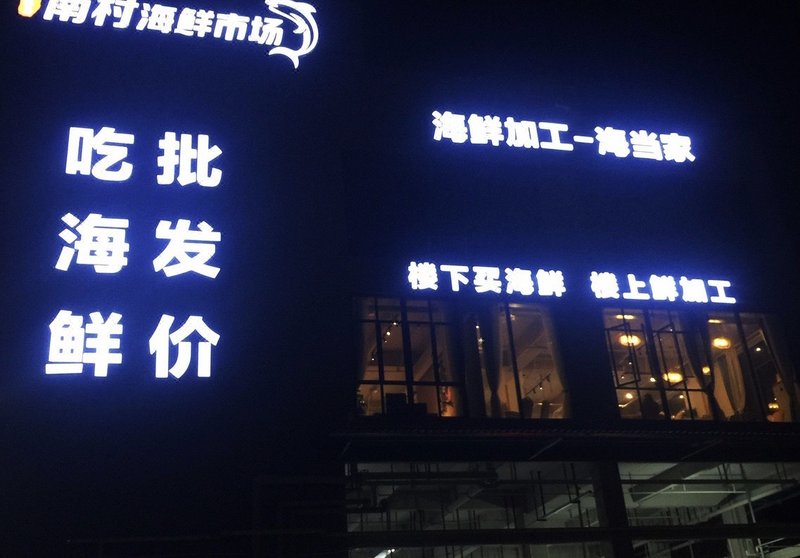 南村海鲜市场
吃海鲜
批发价
海鲜加工-海当家
楼下买海鲜 楼上鲜加工